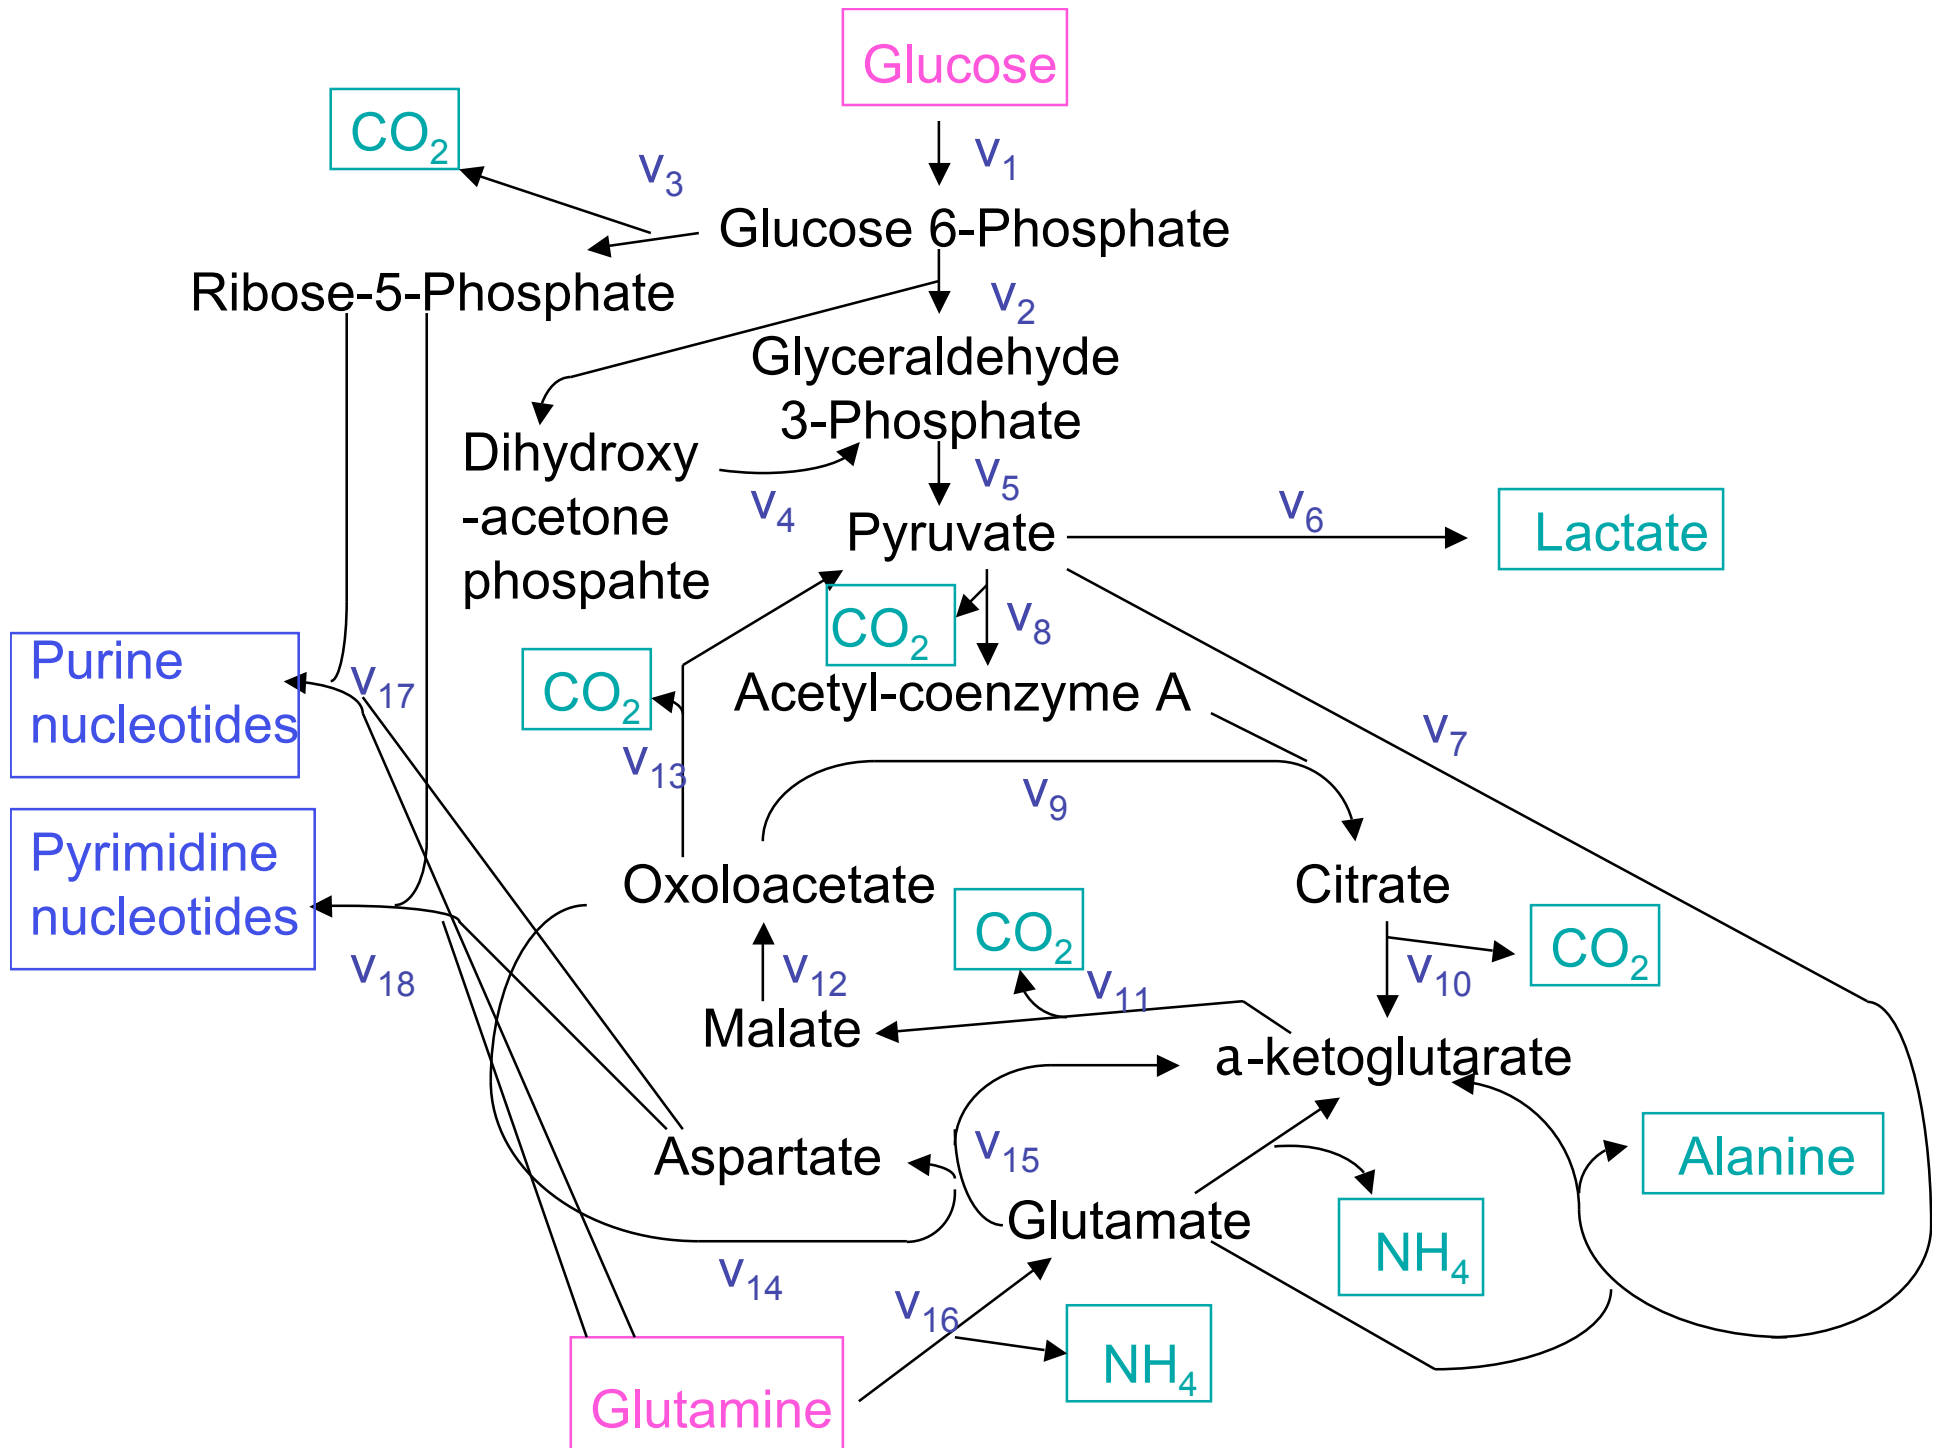 Glucose
CO2
v3
v1
Glucose 6-Phosphate
Ribose-5-Phosphate
v2
Glyceraldehyde
3-Phosphate
Dihydroxy
-acetone
phospahte
v4
v5
Pyruvate
v6
Lactate
CO2
v8
Purine
nucleotides
v17
CO2
Acetyl-coenzyme A
v7
v13
v9
Pyrimidine
nucleotides
v18
Oxoloacetate
Citrate
CO2
CO2
v12
v11
v10
Malate
a-ketoglutarate
Aspartate
v15
Alanine
Glutamate
NH4
v14
v16
NH4
Glutamine